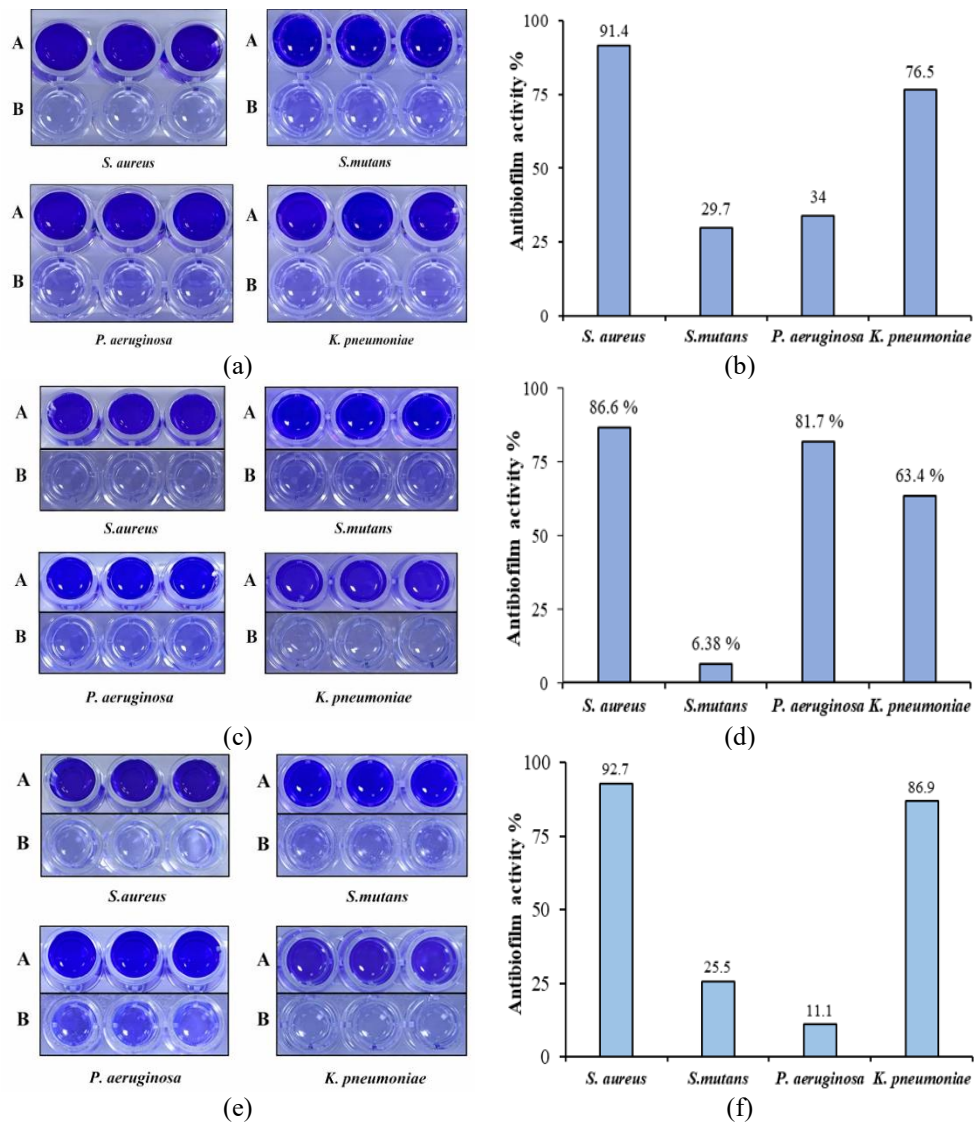 A
B
S. aureus
A
B
S.mutans
A
B
P. aeruginosa
A
B
K. pneumoniae
(a)
Antibiofilm activity %
100
75
50
25
0
91.4
29.7
34
76.5
S. aureus S.mutans P. aeruginosa K. pneumoniae
(b)
A
B
S.aureus
A
B
S.mutans
A
B
P. aeruginosa
A
B
K. pneumoniae
(c)
Antibiofilm activity %
100
75
50
25
0
86.6 %
6.38 %
81.7 %
63.4 %
S. aureus S.mutans P. aeruginosa K. pneumoniae
(d)
A
B
S.aureus
A
B
S.mutans
A
B
P. aeruginosa
A
B
K. pneumoniae
(e)
Antibiofilm activity %
100
75
50
25
0
92.7
25.5
11.1
86.9
S. aureus S.mutans P. aeruginosa K. pneumoniae
(f)